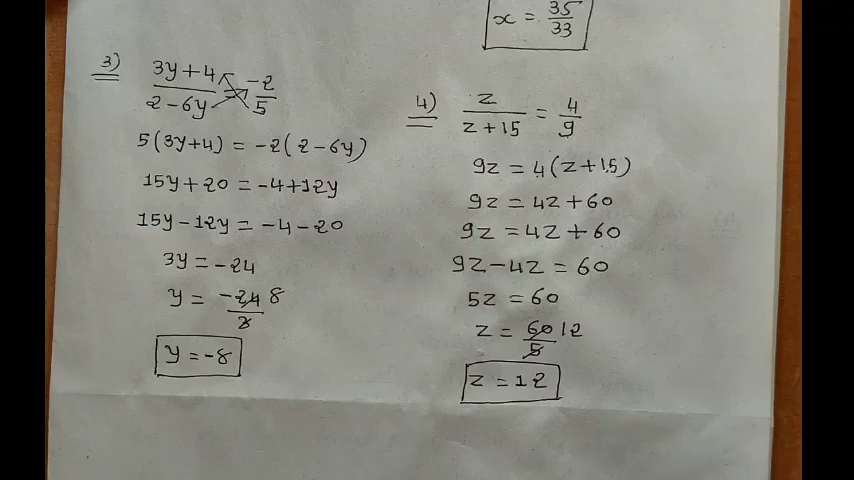 x = 35/33
3)
(3y+4)/(2-6y) = -2/5
5(3y+4) = -2(2-6y)
15y+20 = -4+12y
15y-12y = -4-20
3y = -24
y = -24/3 8
y = -8
4)
z/(z+15) = 4/9
9z = 4(z+15)
9z = 4z+60
9z = 4z+60
9z-4z = 60
5z = 60
z = 60/5 12
z = 12